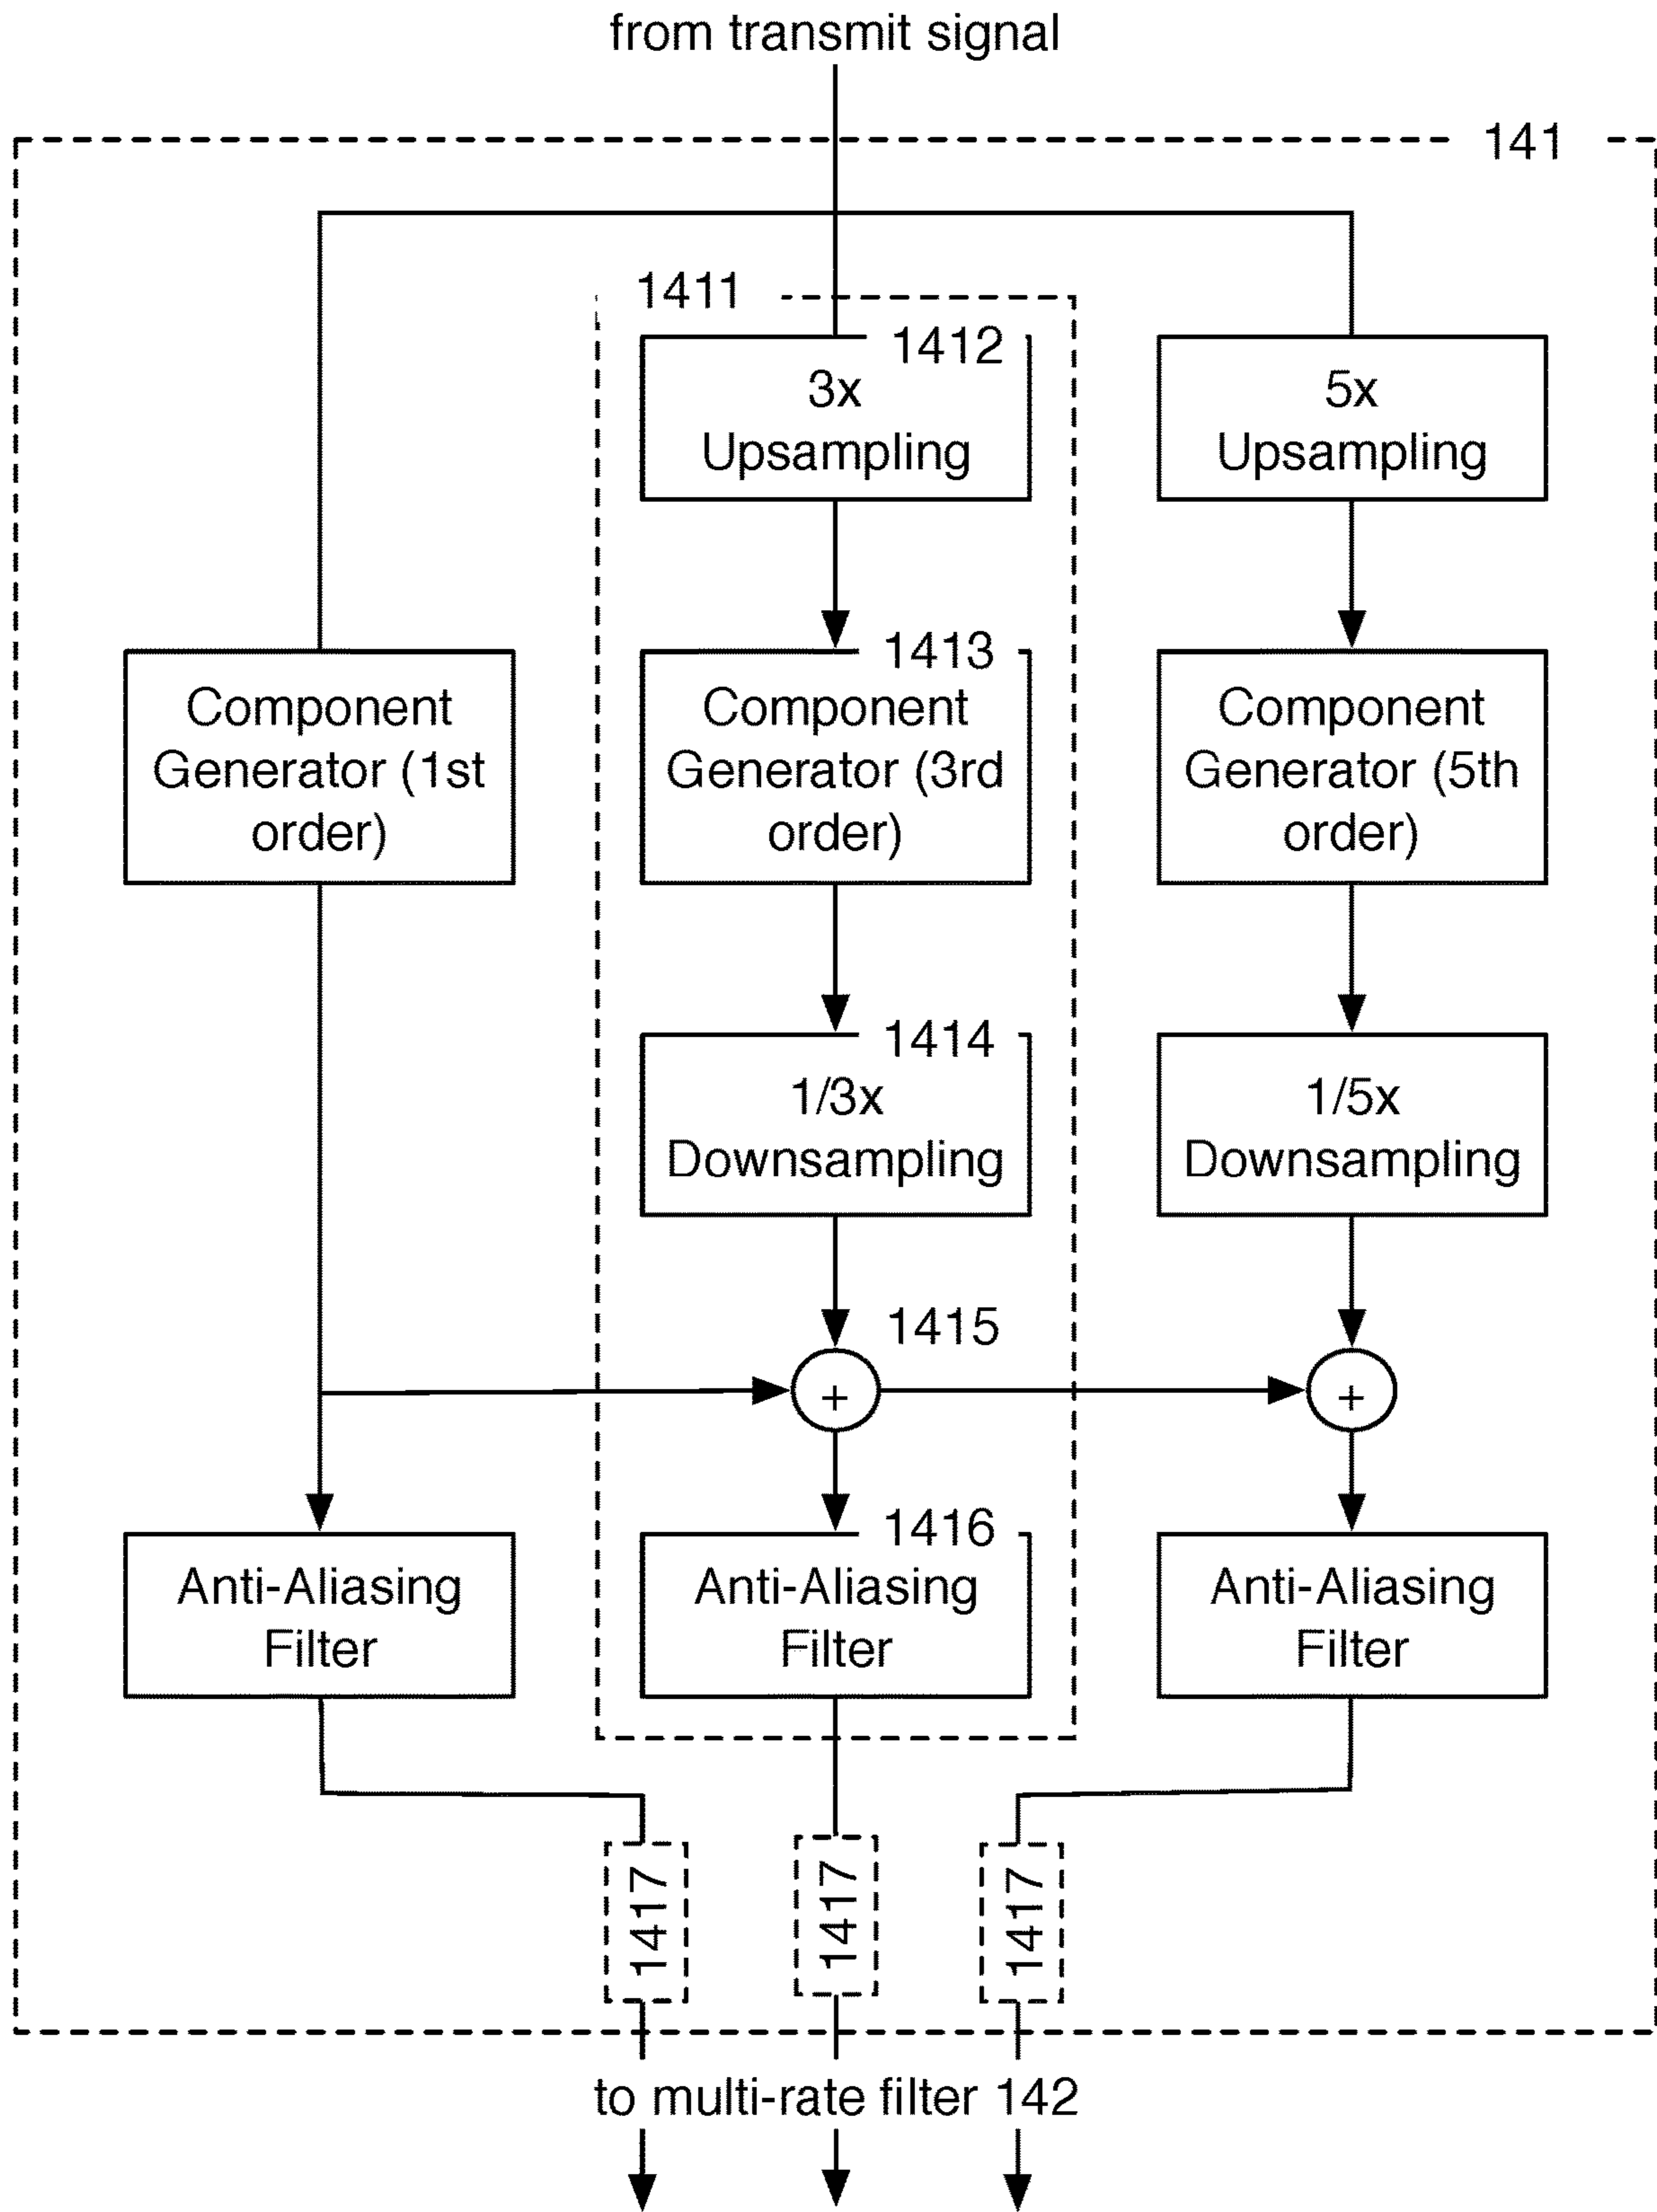 from transmit signal
141
1411
1412
3x
Upsampling
5x
Upsampling
1413
Component
Generator (1st
order)
Component
Generator (3rd
order)
Component
Generator (5th
order)
1414
1/3x
Downsampling
1/5x
Downsampling
1415
+
+
1416
Anti-Aliasing
Filter
Anti-Aliasing
Filter
Anti-Aliasing
Filter
1417
1417
1417
to multi-rate filter 142